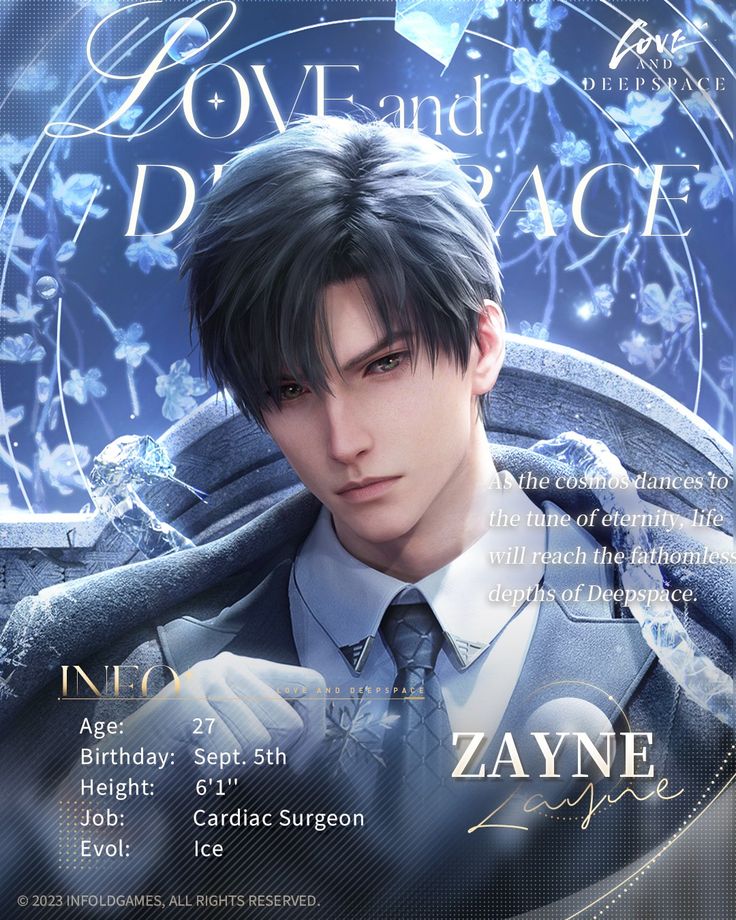 LOVE and
DEEPSPACE
LOVE
AND
DEEPSPACE
As the cosmos dances to
the tune of eternity, life
will reach the fathomless
depths of Deepspace.
INFO
LOVE AND DEEPSPACE
Age: 27
Birthday: Sept. 5th
Height: 6'1''
Job: Cardiac Surgeon
Evol: Ice
ZAYNE
Zayne
© 2023 INFOLDGAMES, ALL RIGHTS RESERVED.